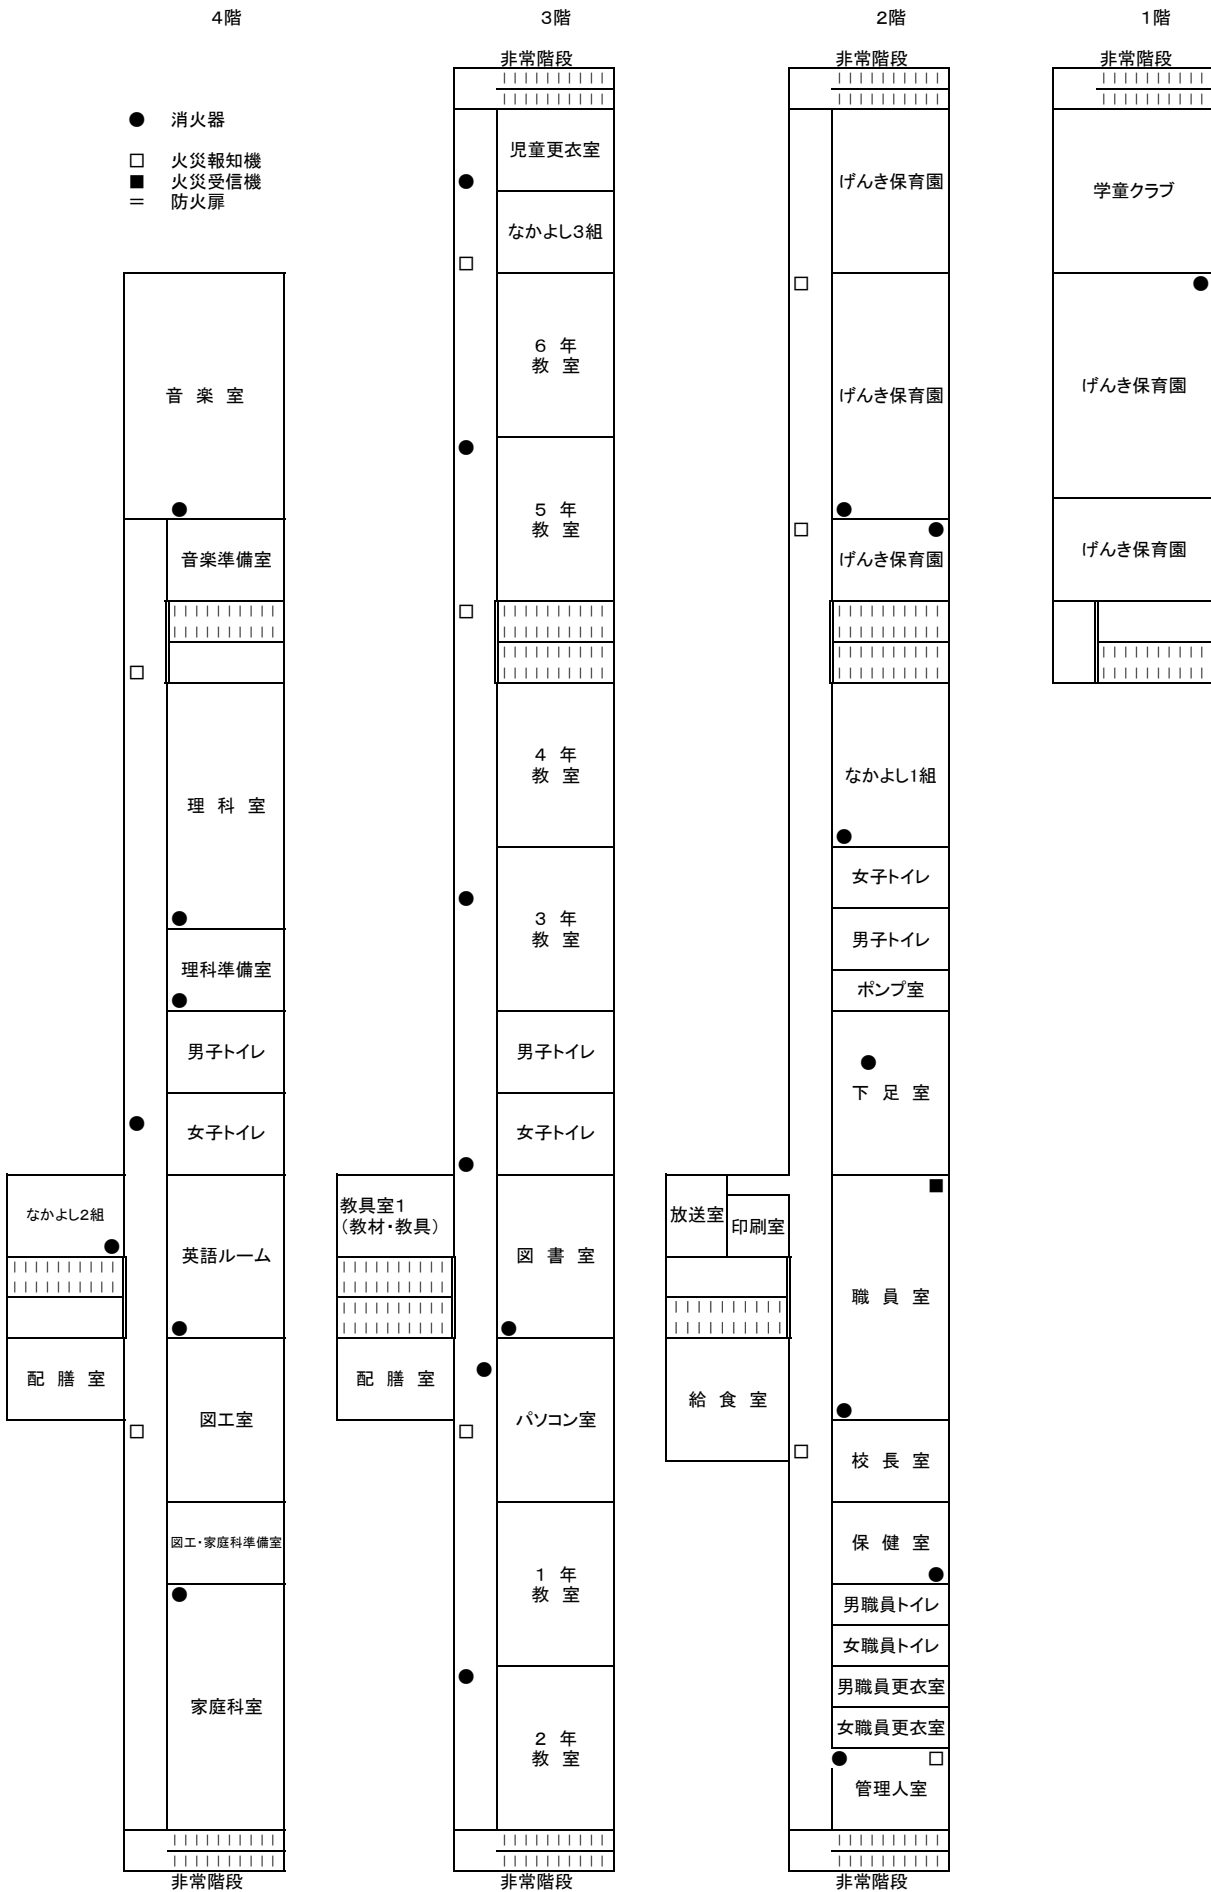 4階
3階
2階
1階
非常階段
非常階段
非常階段
● 消火器
□ 火災報知機
■ 火災受信機
＝ 防火扉
音 楽 室
音楽準備室
理 科 室
理科準備室
男子トイレ
女子トイレ
なかよし2組
英語ルーム
配 膳 室
図工室
図工・家庭科準備室
家庭科室
非常階段
児童更衣室
なかよし3組
6 年
教 室
5 年
教 室
4 年
教 室
3 年
教 室
男子トイレ
女子トイレ
教具室1
（教材・教具）
図 書 室
配 膳 室
パソコン室
1 年
教 室
2 年
教 室
非常階段
げんき保育園
げんき保育園
げんき保育園
なかよし1組
女子トイレ
男子トイレ
ポンプ室
下 足 室
放送室
印刷室
職 員 室
給 食 室
校 長 室
保 健 室
男職員トイレ
女職員トイレ
男職員更衣室
女職員更衣室
管理人室
非常階段
学童クラブ
げんき保育園
げんき保育園